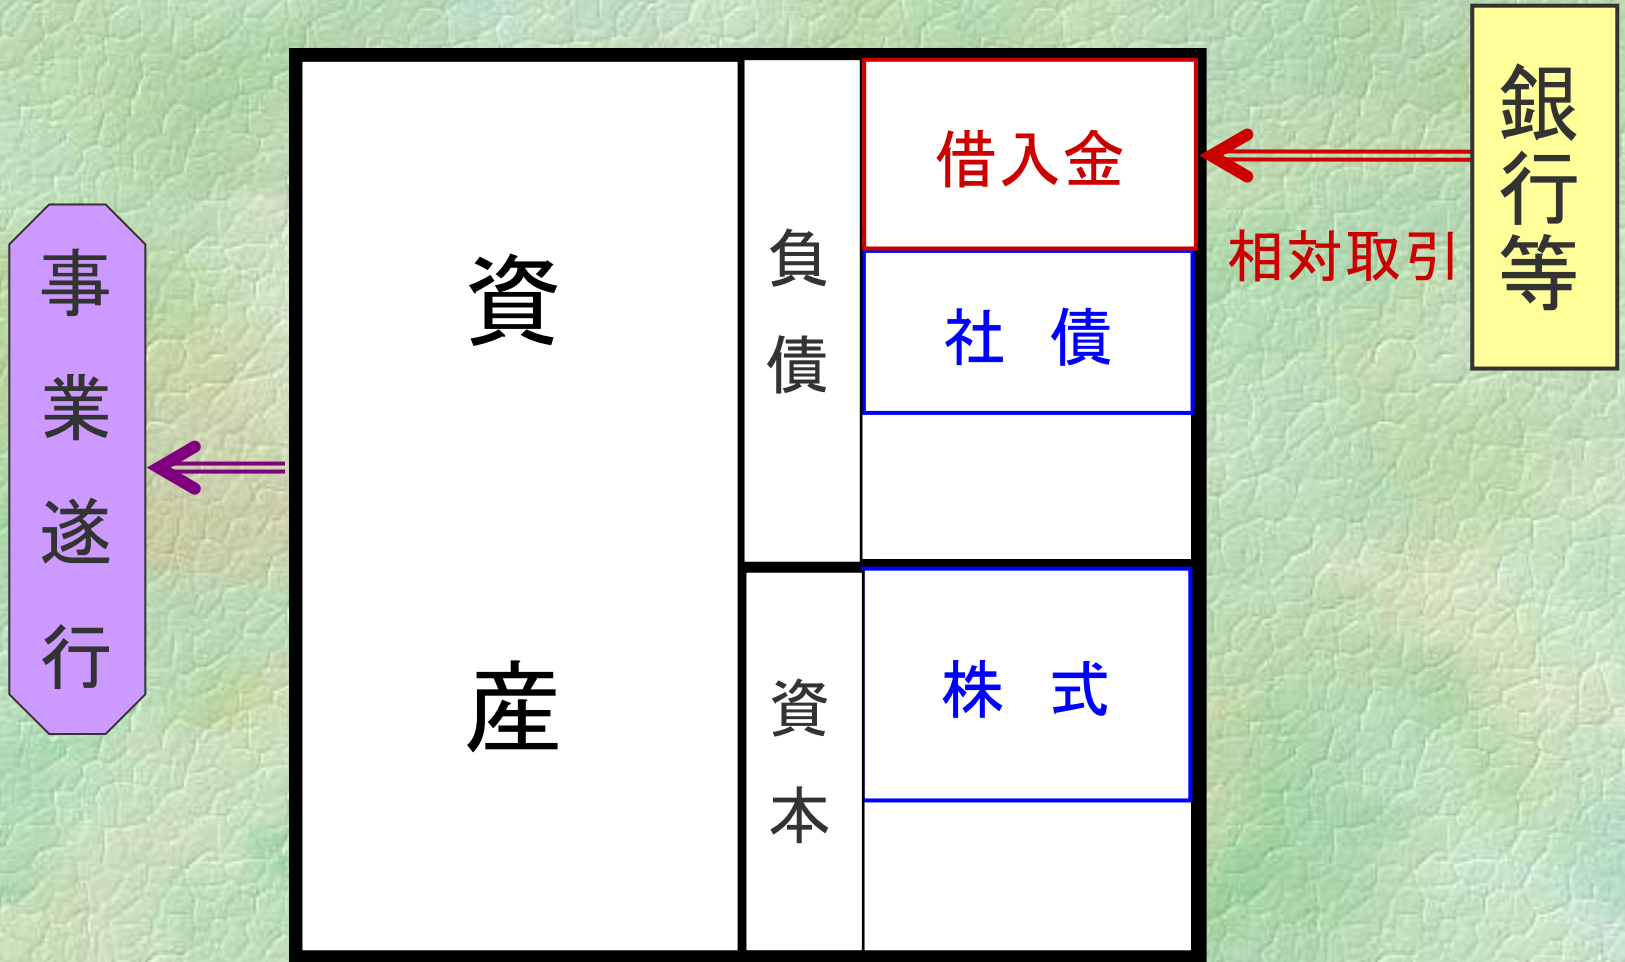 事業遂行
資産
負債
資本
借入金
社債
株式
相対取引
銀行等